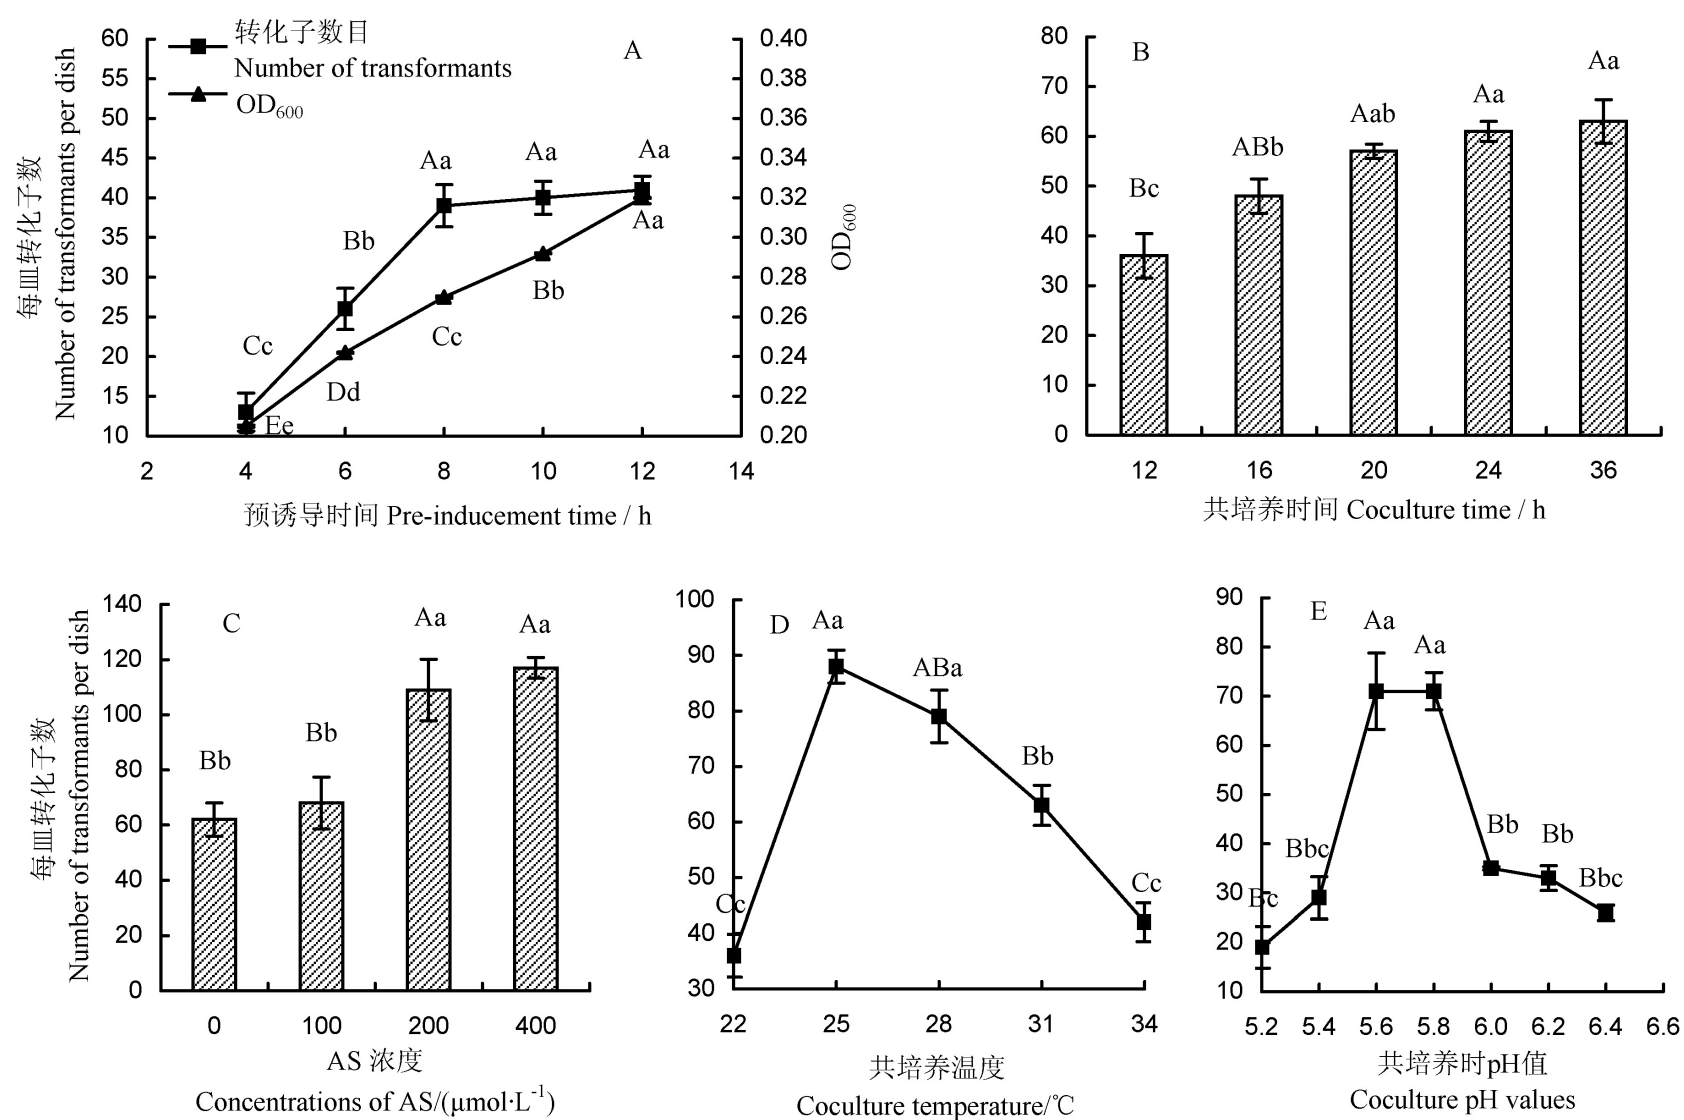 转化子数目
Number of transformants
OD600
A
60
55
50
45
40
35
30
25
20
15
10
0.40
0.38
0.36
0.34
0.32
0.30
0.28
0.26
0.24
0.22
0.20
每皿转化子数
Number of transformants per dish
OD600
Cc
Bb
Aa
Aa
Aa
Ee
Dd
Cc
Bb
Aa
2 4 6 8 10 12 14
预诱导时间 Pre-inducement time / h
B
80
70
60
50
40
30
20
10
0
Bc
ABb
Aab
Aa
Aa
12 16 20 24 36
共培养时间 Coculture time / h
C
140
120
100
80
60
40
20
0
每皿转化子数
Number of transformants per dish
Bb
Bb
Aa
Aa
0 100 200 400
AS 浓度
Concentrations of AS/(μmol·L-1)
D
100
90
80
70
60
50
40
30
Cc
Aa
ABa
Bb
Cc
22 25 28 31 34
共培养温度
Coculture temperature/℃
E
90
80
70
60
50
40
30
20
10
Bc
Bbc
Aa
Aa
Bb
Bb
Bbc
5.2 5.4 5.6 5.8 6.0 6.2 6.4 6.6
共培养时pH值
Coculture pH values